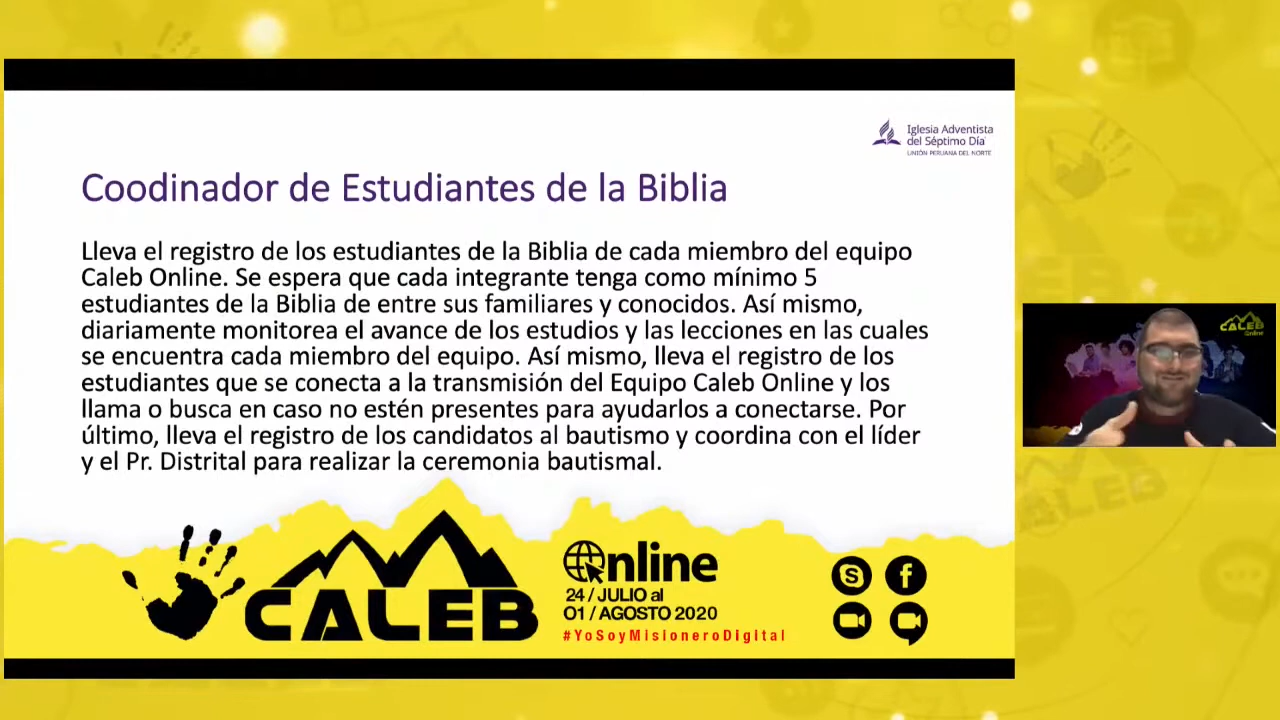 Iglesia Adventista
del Séptimo Día
UNIÓN PERUANA DEL NORTE
Coodinador de Estudiantes de la Biblia
Lleva el registro de los estudiantes de la Biblia de cada miembro del equipo
Caleb Online. Se espera que cada integrante tenga como mínimo 5
estudiantes de la Biblia de entre sus familiares y conocidos. Así mismo,
diariamente monitorea el avance de los estudios y las lecciones en las cuales
se encuentra cada miembro del equipo. Así mismo, lleva el registro de los
estudiantes que se conecta a la transmisión del Equipo Caleb Online y los
llama o busca en caso no estén presentes para ayudarlos a conectarse. Por
último, lleva el registro de los candidatos al bautismo y coordina con el líder
y el Pr. Distrital para realizar la ceremonia bautismal.
CALEB
Online
24 / JULIO al
01 / AGOSTO 2020
#YoSoyMisioneroDigital
CALEB
Online
CALEB